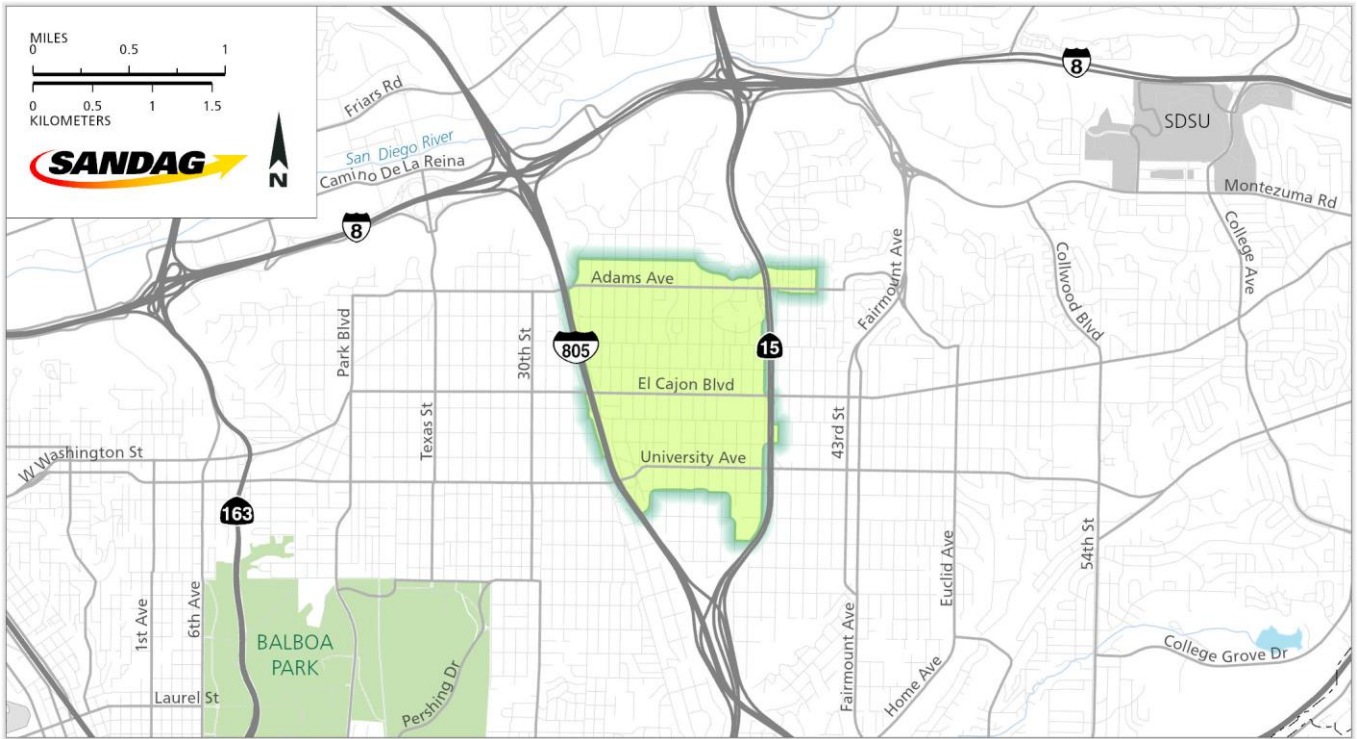 MILES
0 0.5 1
0 0.5 1 1.5
KILOMETERS
SANDAG
N
Friars Rd
San Diego River
Camino De La Reina
8
8
SDSU
Montezuma Rd
College Ave
Collwood Blvd
Fairmount Ave
Adams Ave
Park Blvd
30th St
805
15
El Cajon Blvd
Texas St
43rd St
University Ave
W Washington St
163
54th St
Euclid Ave
1st Ave
6th Ave
BALBOA
PARK
Fairmount Ave
Home Ave
College Grove Dr
Laurel St
Pershing Dr